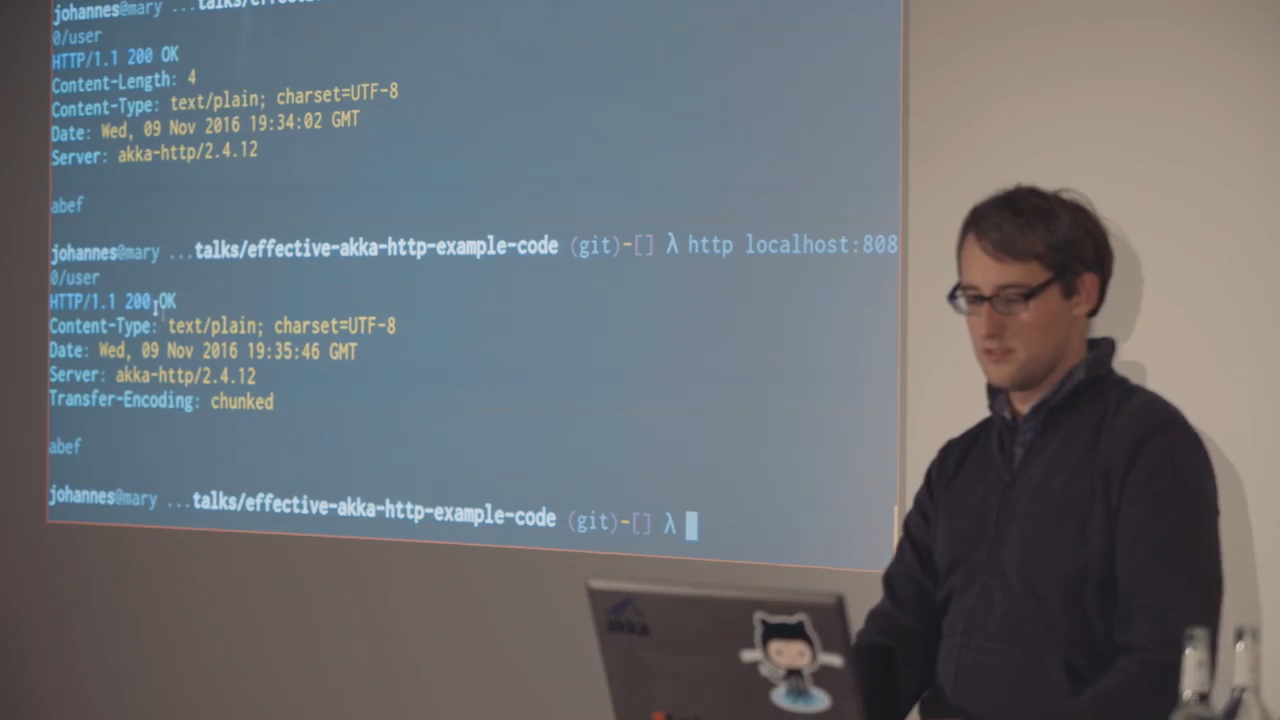 johannes@mary ...talks/effective-
0/user
HTTP/1.1 200 OK
Content-Length: 4
Content-Type: text/plain; charset=UTF-8
Date: Wed, 09 Nov 2016 19:34:02 GMT
Server: akka-http/2.4.12
abef
johannes@mary ...talks/effective-akka-http-example-code (git)-[] λ http localhost:808
0/user
HTTP/1.1 200 OK
Content-Type: text/plain; charset=UTF-8
Date: Wed, 09 Nov 2016 19:35:46 GMT
Server: akka-http/2.4.12
Transfer-Encoding: chunked
abef
johannes@mary ...talks/effective-akka-http-example-code (git)-[] λ
akka